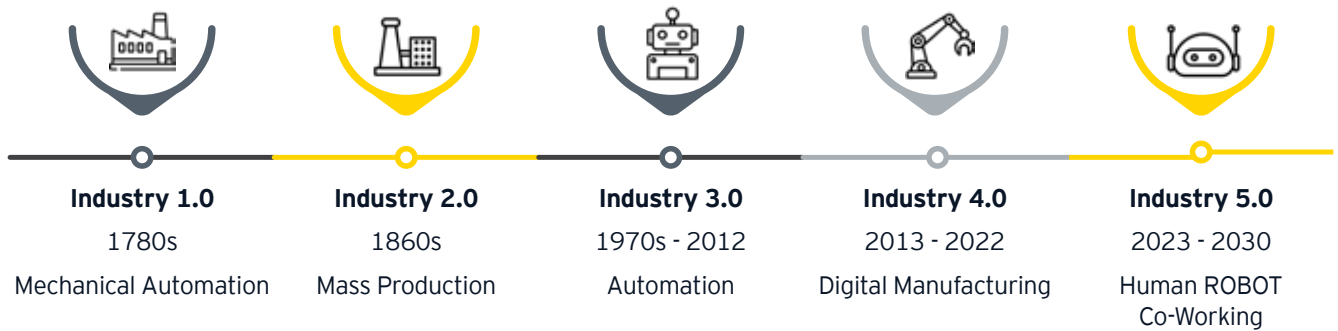 Industry 1.0
1780s
Mechanical Automation
Industry 2.0
1860s
Mass Production
Industry 3.0
1970s - 2012
Automation
Industry 4.0
2013 - 2022
Digital Manufacturing
Industry 5.0
2023 - 2030
Human ROBOT
Co-Working